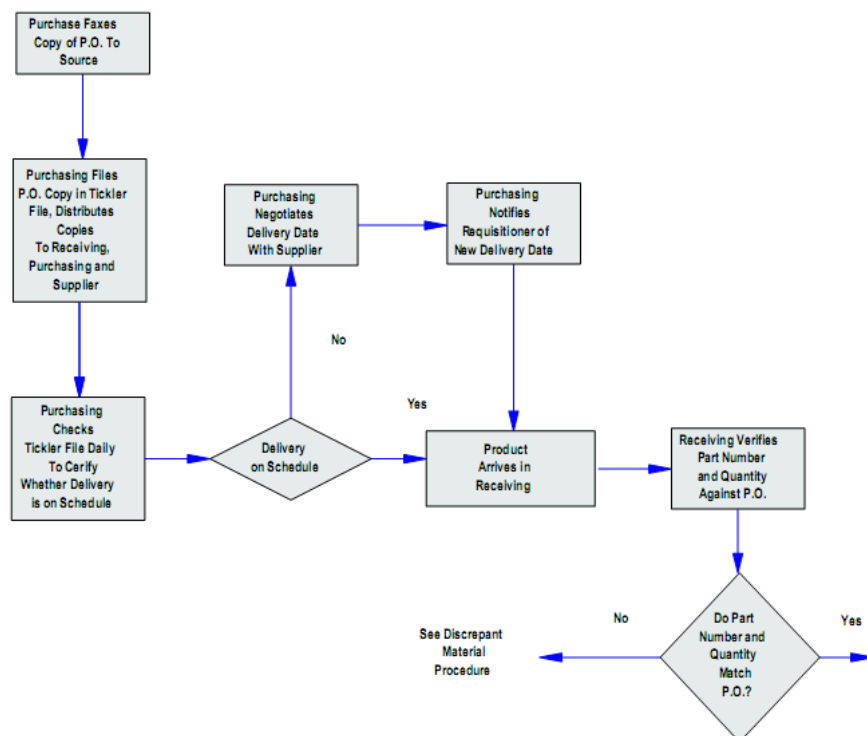 Purchase Faxes
Copy of P.O. To
Source
Purchasing Files
P.O. Copy in Tickler
File, Distributes
Copies
To Receiving,
Purchasing and
Supplier
Purchasing
Negotiates
Delivery Date
With Supplier
Purchasing
Notifies
Requisitioner of
New Delivery Date
No
Yes
Purchasing
Checks
Tickler File Daily
To Cerify
Whether Delivery
is on Schedule
Delivery
on Schedule
Product
Arrives in
Receiving
Receiving Verifies
Part Number
and Quantity
Against P.O.
See Discrepant
Material
Procedure
No
Do Part
Number and
Quantity
Match
P.O.?
Yes